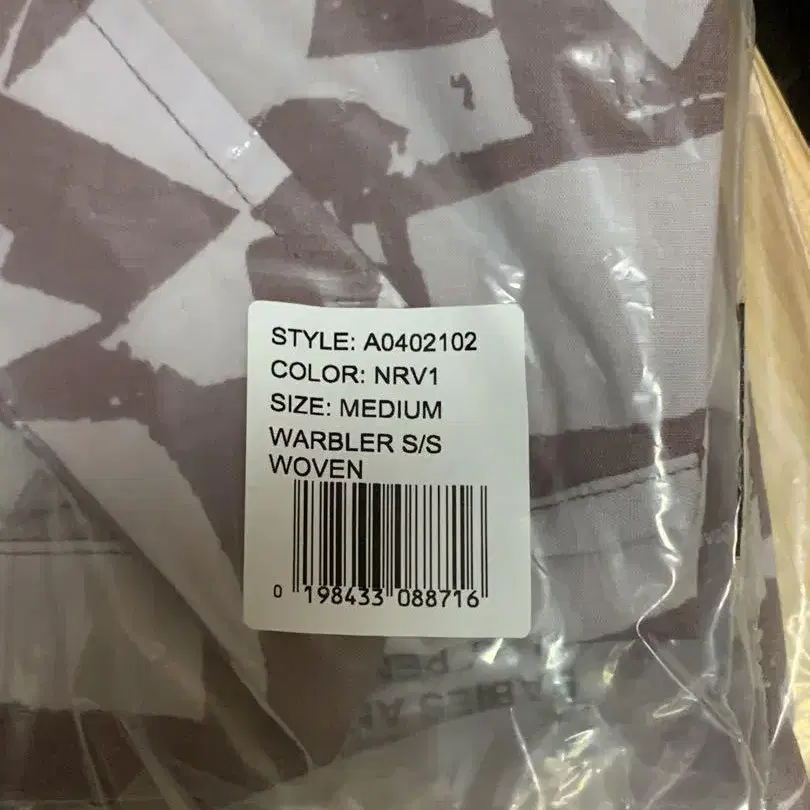 STYLE: A0402102
COLOR: NRV1
SIZE: MEDIUM
WARBLER S/S
WOVEN
0 198433 088716